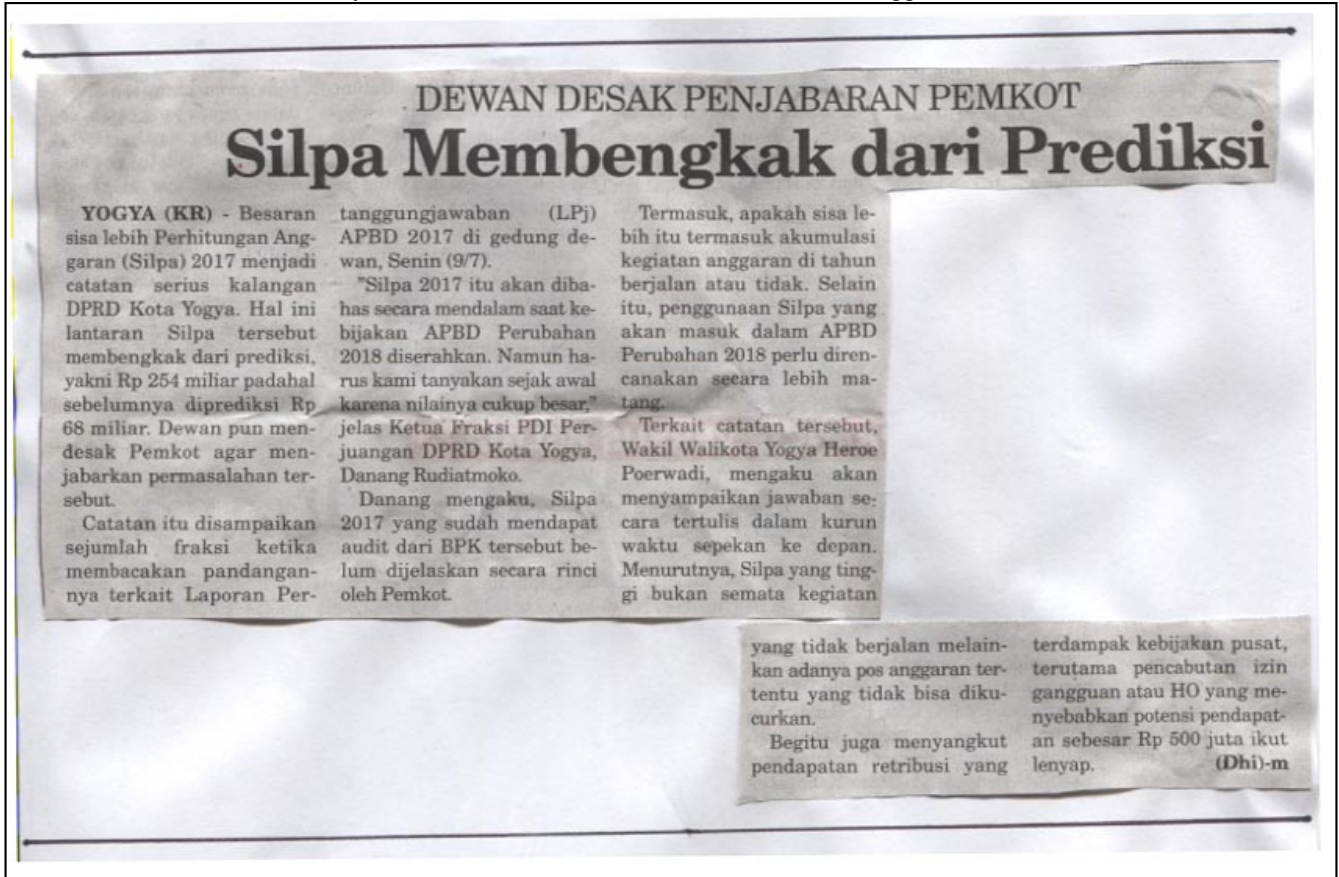 DEWAN DESAK PENJABARAN PEMKOT
Silpa Membengkak dari Prediksi
YOGYA (KR) - Besaran
sisa lebih Perhitungan Ang-
garan (Silpa) 2017 menjadi
catatan serius kalangan
DPRD Kota Yogya. Hal ini
lantaran Silpa tersebut
membengkak dari prediksi,
yakni Rp 254 miliar padahal
sebelumnya diprediksi Rp
68 miliar. Dewan pun men-
desak Pemkot agar men-
jabarkan permasalahan ter-
sebut.
Catatan itu disampaikan
sejumlah fraksi ketika
membacakan pandangan-
nya terkait Laporan Per-
tanggungjawaban (LPj)
APBD 2017 di gedung de-
wan, Senin (9/7).
"Silpa 2017 itu akan diba-
has secara mendalam saat ke-
bijakan APBD Perubahan
2018 diserahkan. Namun ha-
rus kami tanyakan sejak awal
karena nilainya cukup besar,"
jelas Ketua Fraksi PDI Per-
juangan DPRD Kota Yogya,
Danang Rudiatmoko.
Danang mengaku, Silpa
2017 yang sudah mendapat
audit dari BPK tersebut be-
lum dijelaskan secara rinci
oleh Pemkot.
Termasuk, apakah sisa le-
bih itu termasuk akumulasi
kegiatan anggaran di tahun
berjalan atau tidak. Selain
itu, penggunaan Silpa yang
akan masuk dalam APBD
Perubahan 2018 perlu diren-
canakan secara lebih ma-
tang.
Terkait catatan tersebut,
Wakil Walikota Yogya Heroe
Poerwadi, mengaku akan
menyampaikan jawaban se-
cara tertulis dalam kurun
waktu sepekan ke depan.
Menurutnya, Silpa yang ting-
gi bukan semata kegiatan
yang tidak berjalan melain-
kan adanya pos anggaran ter-
tentu yang tidak bisa diku-
curkan.
Begitu juga menyangkut
pendapatan retribusi yang
terdampak kebijakan pusat,
terutama pencabutan izin
gangguan atau HO yang me-
nyebabkan potensi pendapat-
an sebesar Rp 500 juta ikut
lenyap. (Dhi)-m